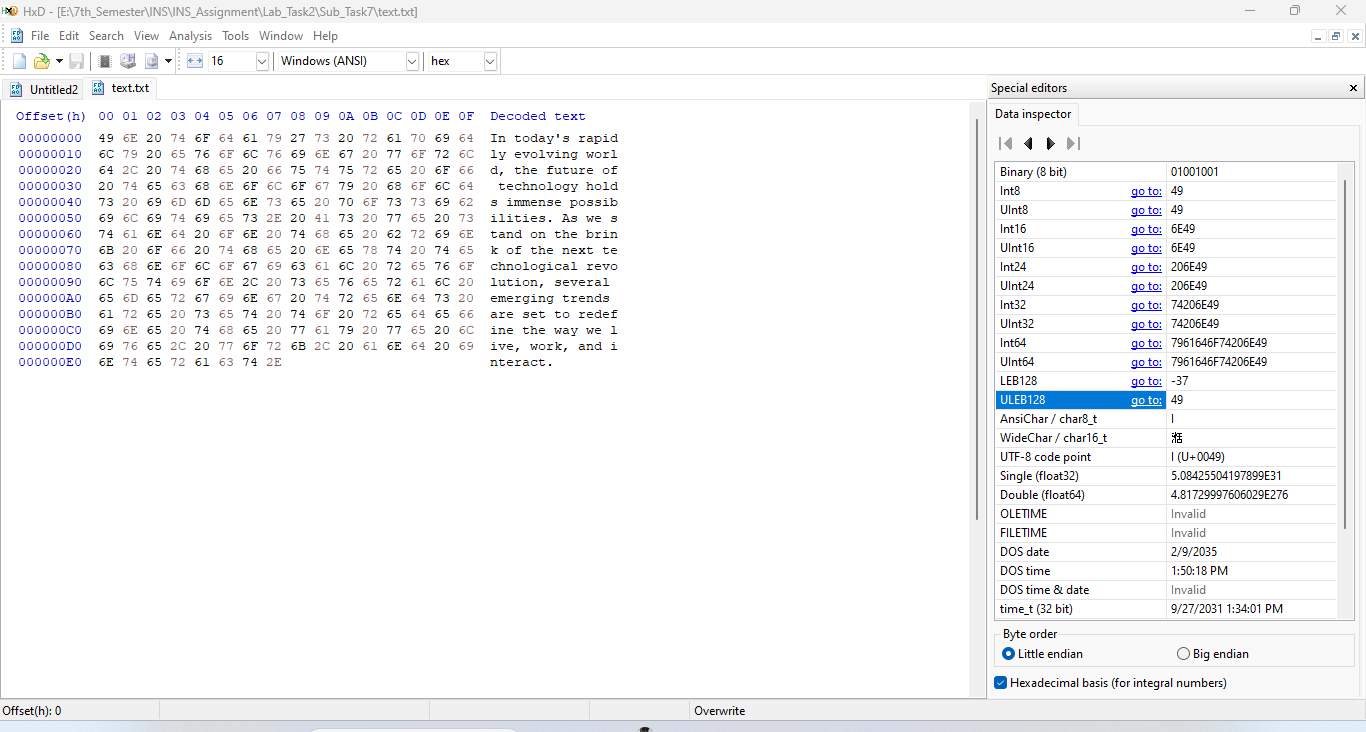 HxD - [E:\7th_Semester\INS\INS_Assignment\Lab_Task2\Sub_Task7\text.txt]
File Edit Search View Analysis Tools Window Help
16 Windows (ANSI) hex
Untitled2 text.txt
Offset(h) 00 01 02 03 04 05 06 07 08 09 0A 0B 0C 0D 0E 0F Decoded text
00000000 49 6E 20 74 6F 64 61 79 27 73 20 72 61 70 69 64 In today's rapid
00000010 6C 79 20 65 76 6F 6C 76 69 6E 67 20 77 6F 72 6C ly evolving worl
00000020 64 2C 20 74 68 65 20 66 75 74 75 72 65 20 6F 66 d, the future of
00000030 20 74 65 63 68 6E 6F 6C 6F 67 79 20 68 6F 6C 64 technology hold
00000040 73 20 69 6D 6D 65 6E 73 65 20 70 6F 73 73 69 62 s immense possib
00000050 69 6C 69 74 69 65 73 2E 20 41 73 20 77 65 20 73 ilities. As we s
00000060 74 61 6E 64 20 6F 6E 20 74 68 65 20 62 72 69 6E tand on the brin
00000070 6B 20 6F 66 20 74 68 65 20 6E 65 78 74 20 74 65 k of the next te
00000080 63 68 6E 6F 6C 6F 67 69 63 61 6C 20 72 65 76 6F chnological revo
00000090 6C 75 74 69 6F 6E 2C 20 73 65 76 65 72 61 6C 20 lution, several
000000A0 65 6D 65 72 67 69 6E 67 20 74 72 65 6E 64 73 20 emerging trends
000000B0 61 72 65 20 73 65 74 20 74 6F 20 72 65 64 65 66 are set to redef
000000C0 69 6E 65 20 74 68 65 20 77 61 79 20 77 65 20 6C ine the way we l
000000D0 69 76 65 2C 20 77 6F 72 6B 2C 20 61 6E 64 20 69 ive, work, and i
000000E0 6E 74 65 72 61 63 74 2E nteract.
Special editors
Data inspector
Binary (8 bit) 01001001
Int8 go to: 49
UInt8 go to: 49
Int16 go to: 6E49
UInt16 go to: 6E49
Int24 go to: 206E49
UInt24 go to: 206E49
Int32 go to: 74206E49
UInt32 go to: 74206E49
Int64 go to: 7961646F74206E49
UInt64 go to: 7961646F74206E49
LEB128 go to: -37
ULEB128 go to: 49
AnsiChar / char8_t I
WideChar / char16_t 湉
UTF-8 code point I (U+0049)
Single (float32) 5.08425504197899E31
Double (float64) 4.81729997606029E276
OLETIME Invalid
FILETIME Invalid
DOS date 2/9/2035
DOS time 1:50:18 PM
DOS time & date Invalid
time_t (32 bit) 9/27/2031 1:34:01 PM
Byte order
Little endian Big endian
Hexadecimal basis (for integral numbers)
Offset(h): 0 Overwrite